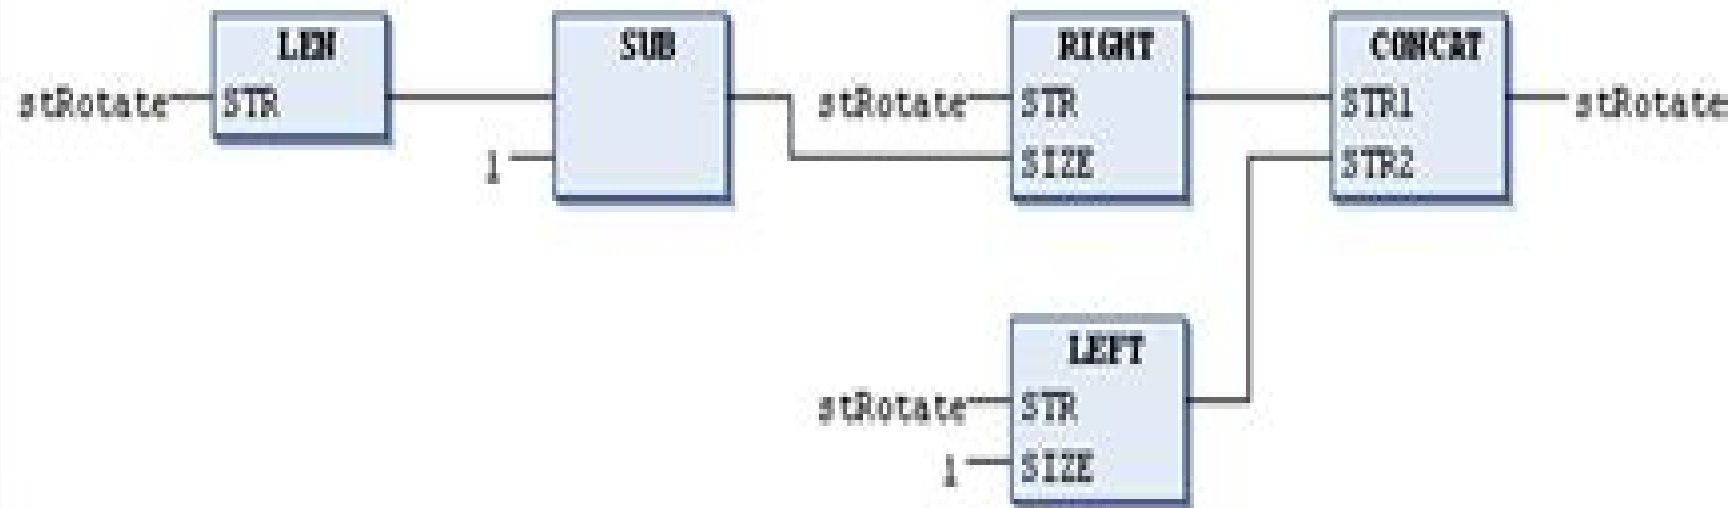 LEN SUB RIGHT CONCAT
stRotate STR stRotate STR STR1 stRotate
1 SIZE STR2
LEFT
stRotate STR
1 SIZE